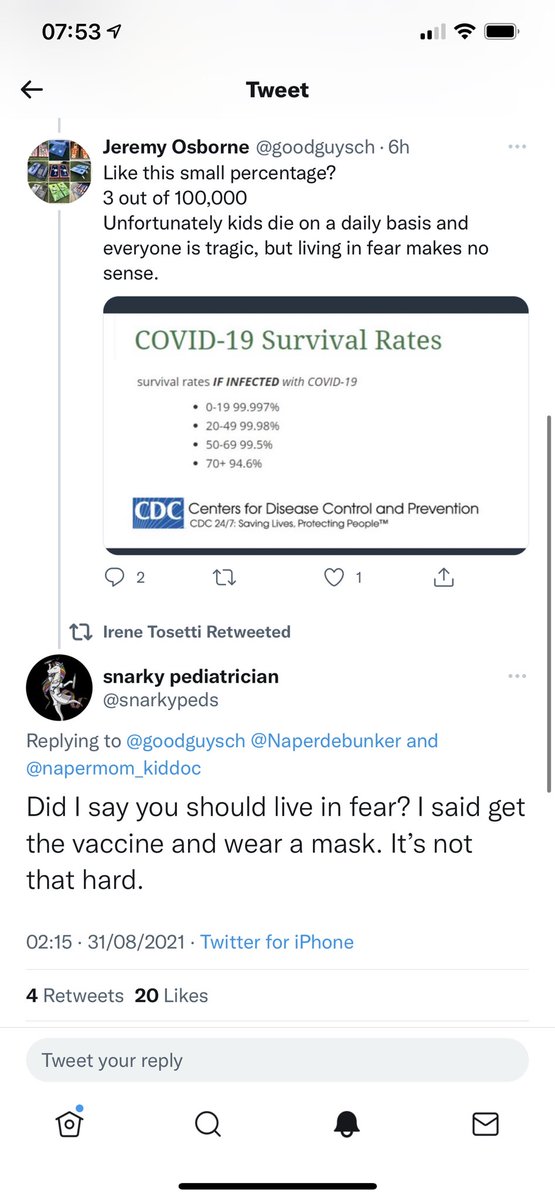 07:53
Tweet
Jeremy Osborne @goodguysch · 6h
Like this small percentage?
3 out of 100,000
Unfortunately kids die on a daily basis and
everyone is tragic, but living in fear makes no
sense.
COVID-19 Survival Rates
survival rates IF INFECTED with COVID-19
• 0-19 99.997%
• 20-49 99.98%
• 50-69 99.5%
• 70+ 94.6%
CDC Centers for Disease Control and Prevention
CDC 24/7: Saving Lives, Protecting People™
2 1
Irene Tosetti Retweeted
snarky pediatrician
@snarkypeds
Replying to @goodguysch @Naperdebunker and
@napermom_kiddoc
Did I say you should live in fear? I said get
the vaccine and wear a mask. It’s not
that hard.
02:15 · 31/08/2021 · Twitter for iPhone
4 Retweets 20 Likes
Tweet your reply